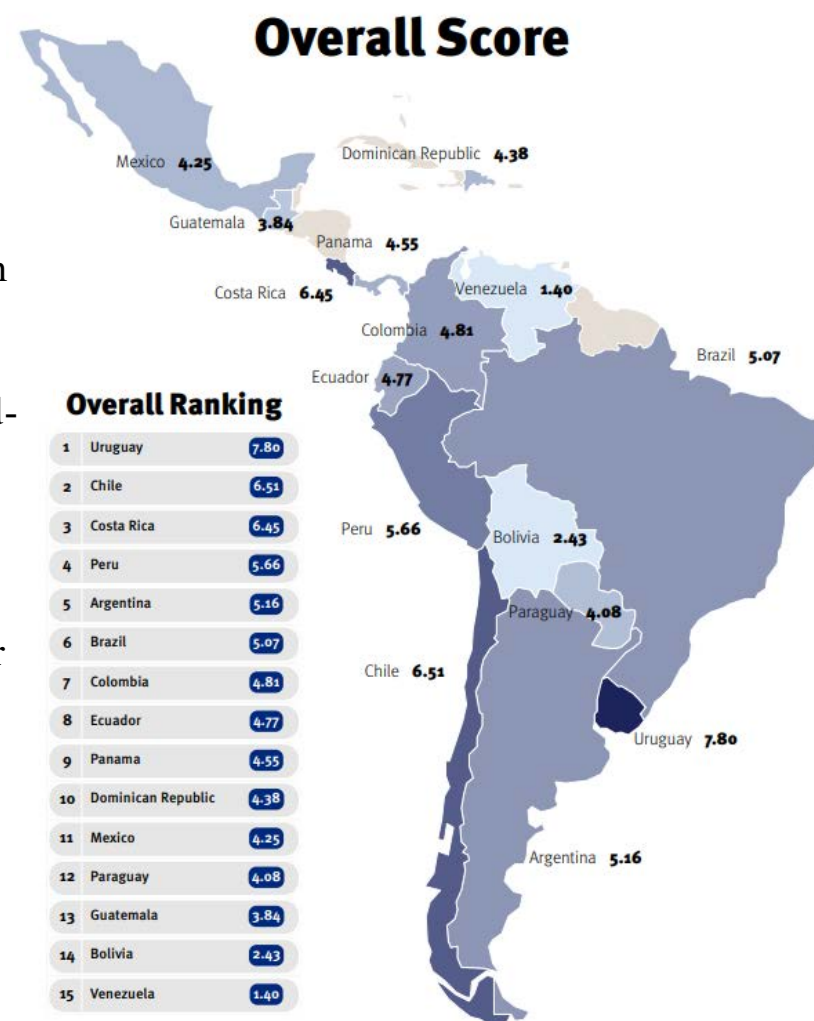 Overall Score
Mexico 4.25
Dominican Republic 4.38
Guatemala 3.84
Panama 4.55
Costa Rica 6.45
Venezuela 1.40
Colombia 4.81
Brazil 5.07
Ecuador 4.77
Peru 5.66
Bolivia 2.43
Paraguay 4.08
Chile 6.51
Uruguay 7.80
Argentina 5.16
Overall Ranking
1 Uruguay 7.80
2 Chile 6.51
3 Costa Rica 6.45
4 Peru 5.66
5 Argentina 5.16
6 Brazil 5.07
7 Colombia 4.81
8 Ecuador 4.77
9 Panama 4.55
10 Dominican Republic 4.38
11 Mexico 4.25
12 Paraguay 4.08
13 Guatemala 3.84
14 Bolivia 2.43
15 Venezuela 1.40